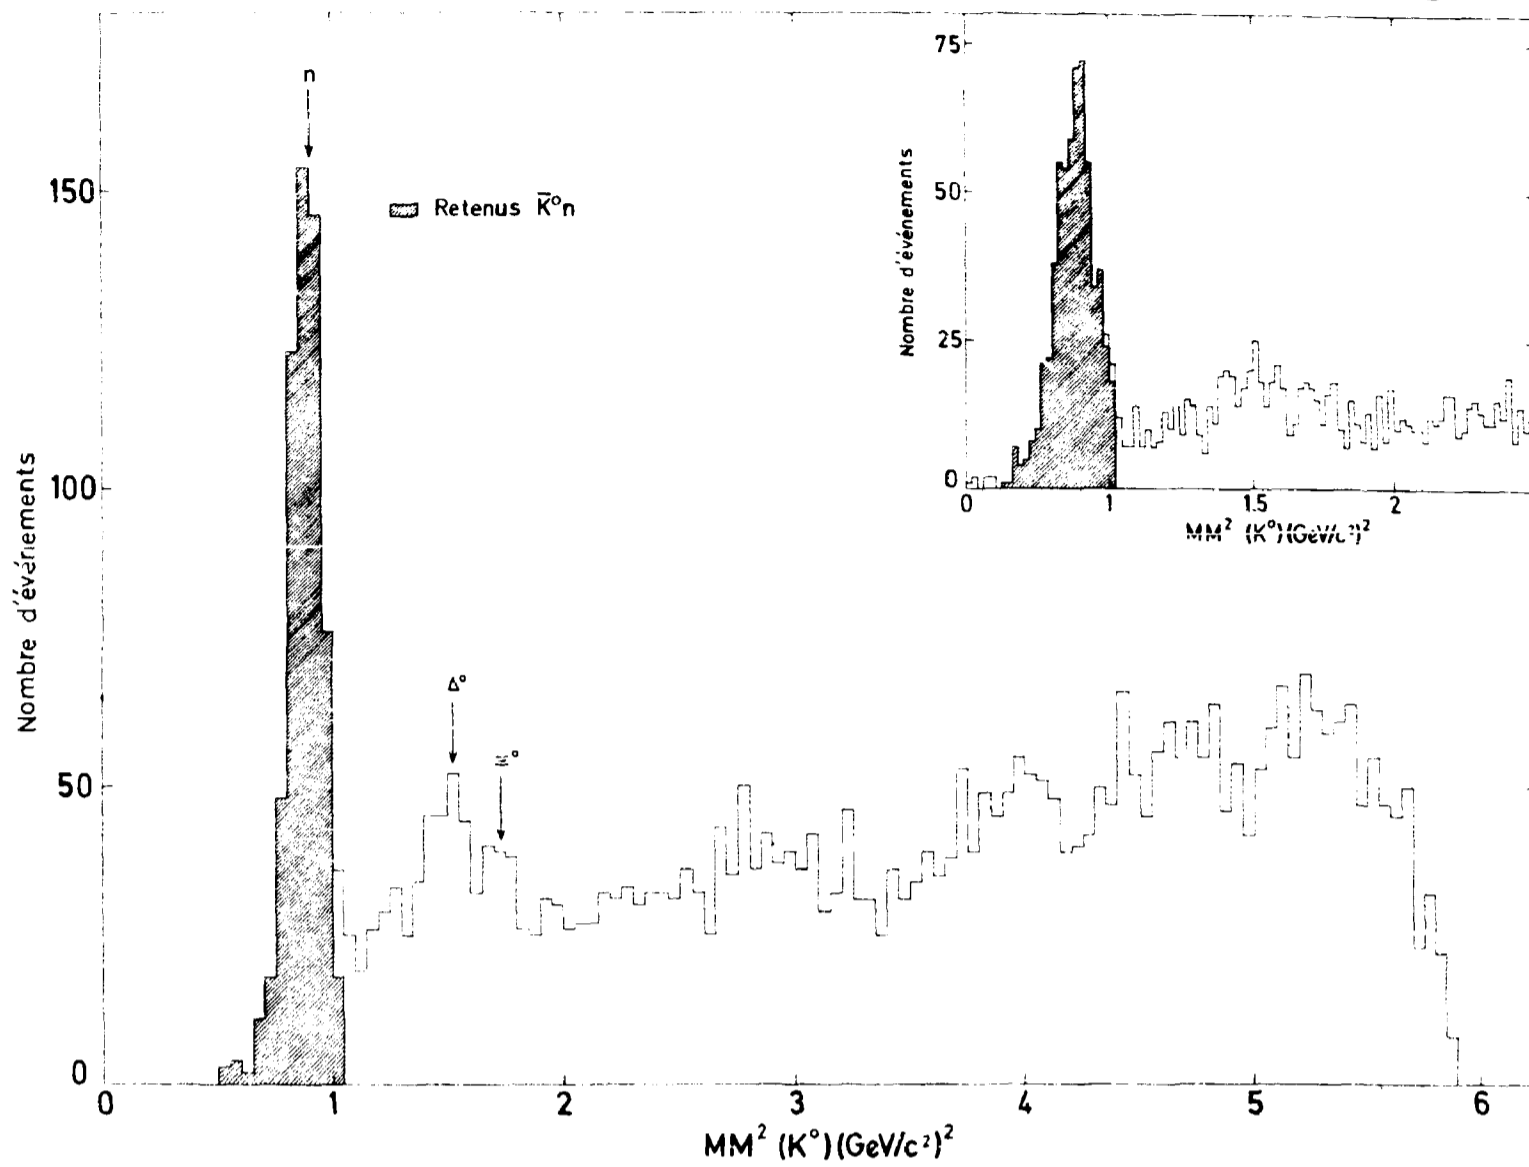 n
150
Retenus K̄°n
100
50
0
Δ°
Ξ°
Nombre d'événements
0
1
2
3
4
5
6
MM² (K°) (GeV/c²)²
75
50
25
0
Nombre d'événements
0
1
1.5
2
MM² (K°) (GeV/c²)²